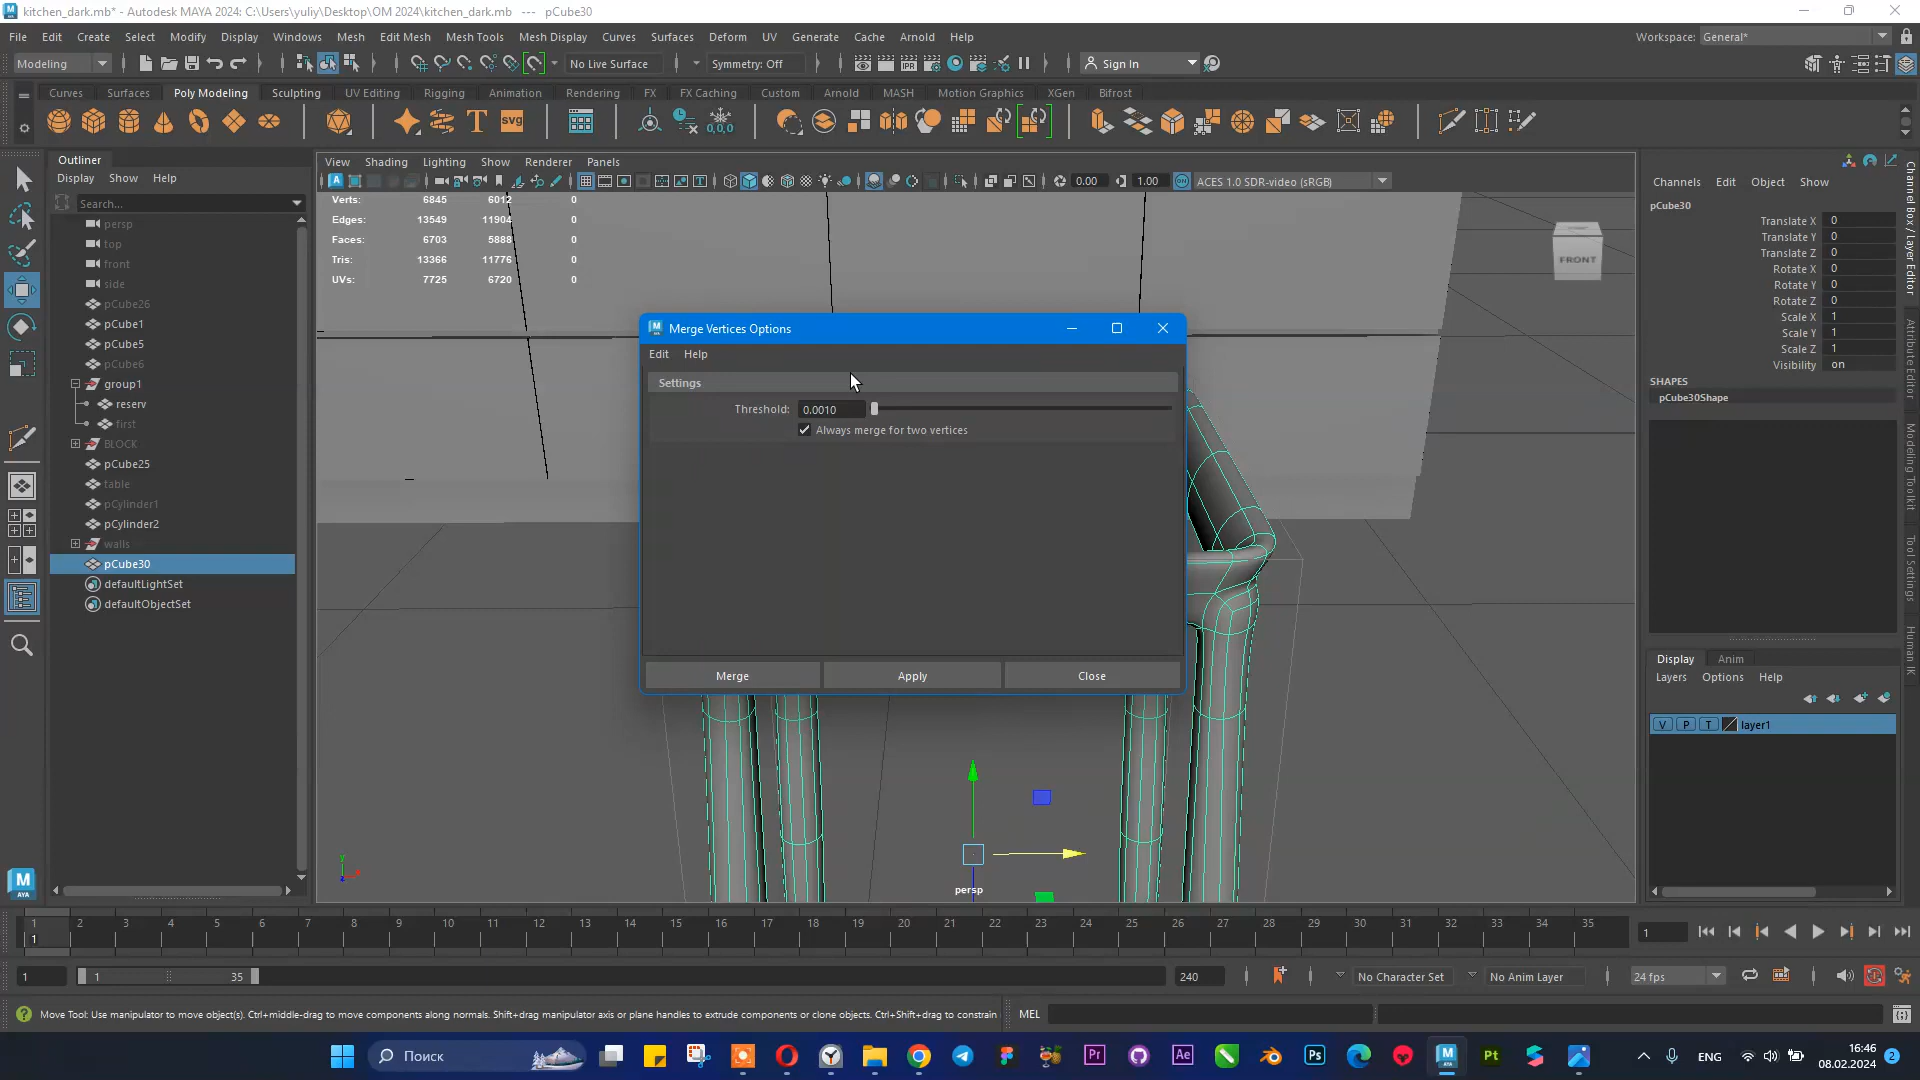 kitchen_dark.mb* - Autodesk MAYA 2024: C:\Users\yuliy\Desktop\OM 2024\kitchen_dark.mb --- pCube30
File Edit Create Select Modify Display Windows Mesh Edit Mesh Mesh Tools Mesh Display Curves Surfaces Deform UV Generate Cache Arnold Help Workspace: General*
Modeling No Live Surface Symmetry: Off Sign In
Curves Surfaces Poly Modeling Sculpting UV Editing Rigging Animation Rendering FX FX Caching Custom Arnold MASH Motion Graphics XGen Bifrost
Outliner
Display Show Help
Search...
persp
top
front
side
pCube26
pCube1
pCube5
pCube6
group1
reserv
first
BLOCK
pCube25
table
pCylinder1
pCylinder2
walls
pCube30
defaultLightSet
defaultObjectSet
View Shading Lighting Show Renderer Panels
0.00 1.00 ACES 1.0 SDR-video (sRGB)
Verts: 6845 6012 0
Edges: 13549 11904 0
Faces: 6703 5888 0
Tris: 13366 11776 0
UVs: 7725 6720 0
FRONT
Merge Vertices Options
Edit Help
Settings
Threshold: 0.0010
Always merge for two vertices
Merge Apply Close
persp
Channels Edit Object Show
pCube30
Translate X 0
Translate Y 0
Translate Z 0
Rotate X 0
Rotate Y 0
Rotate Z 0
Scale X 1
Scale Y 1
Scale Z 1
Visibility on
SHAPES
pCube30Shape
Display Anim
Layers Options Help
V P T layer1
Channel Box / Layer Editor
Attribute Editor
Modeling Toolkit
Tool Settings
Human IK
1 2 3 4 5 6 7 8 9 10 11 12 13 14 15 16 17 18 19 20 21 22 23 24 25 26 27 28 29 30 31 32 33 34 35 1
1
1 1 35 240 No Character Set No Anim Layer 24 fps
Move Tool: Use manipulator to move object(s). Ctrl+middle-drag to move components along normals. Shift+drag manipulator axis or plane handles to extrude components or clone objects. Ctrl+Shift+drag to constrain MEL
Поиск ENG 16:46
08.02.2024 2